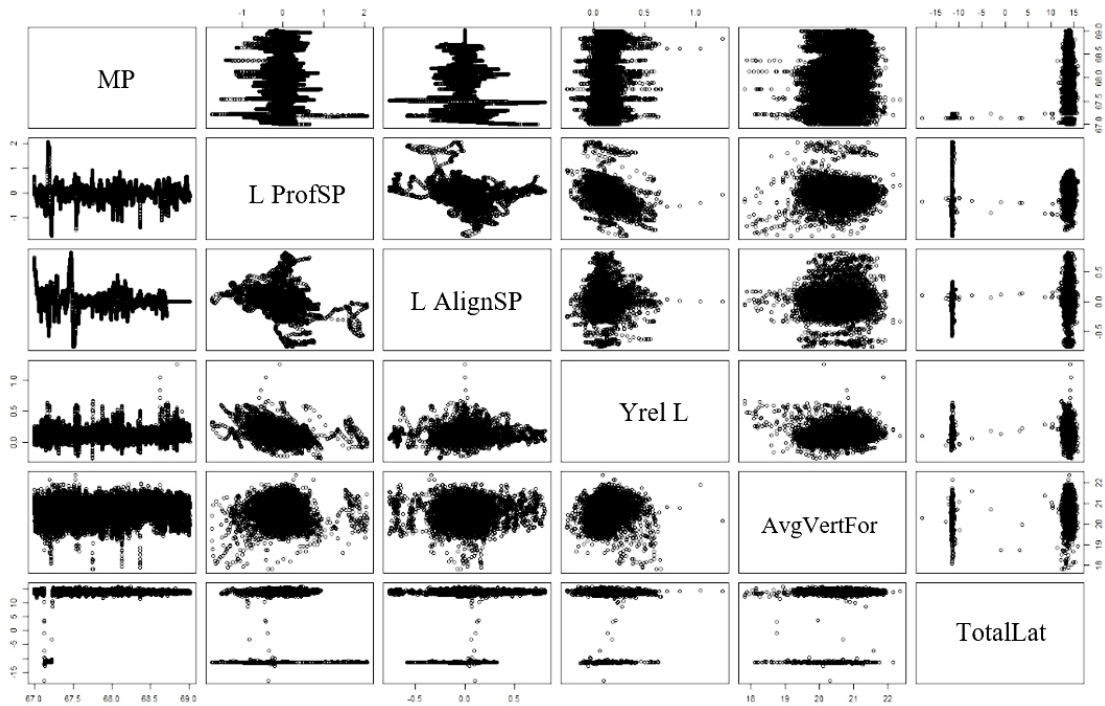 -1 0 1 2
0.0 0.5 1.0
-15 -10 -5 0 5 10 15
MP
67.0 67.5 68.0 68.5 69.0
-1 0 1 2
L ProfSP
L AlignSP
-0.5 0.0 0.5
0.0 0.5 1.0
Yrel L
AvgVertFor
18 19 20 21 22
-15 -5 0 5 10
TotalLat
67.0 67.5 68.0 68.5 69.0
-0.5 0.0 0.5
18 19 20 21 22